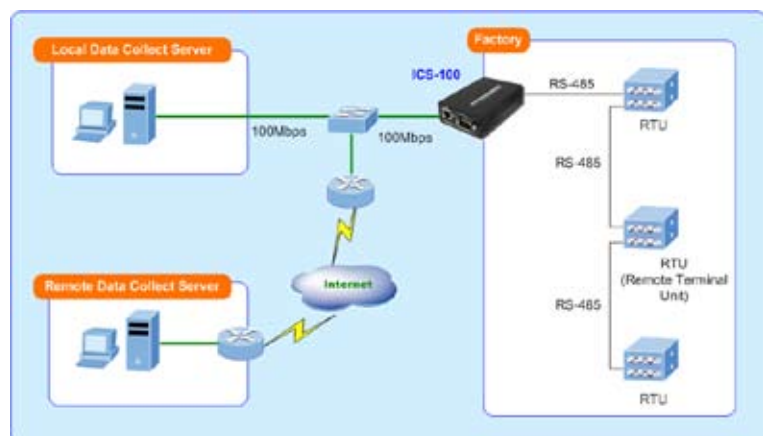 Local Data Collect Server
Factory
ICS-100
RS-485
RTU
100Mbps
100Mbps
RS-485
RTU
(Remote Terminal
Unit)
Internet
Remote Data Collect Server
RS-485
RTU